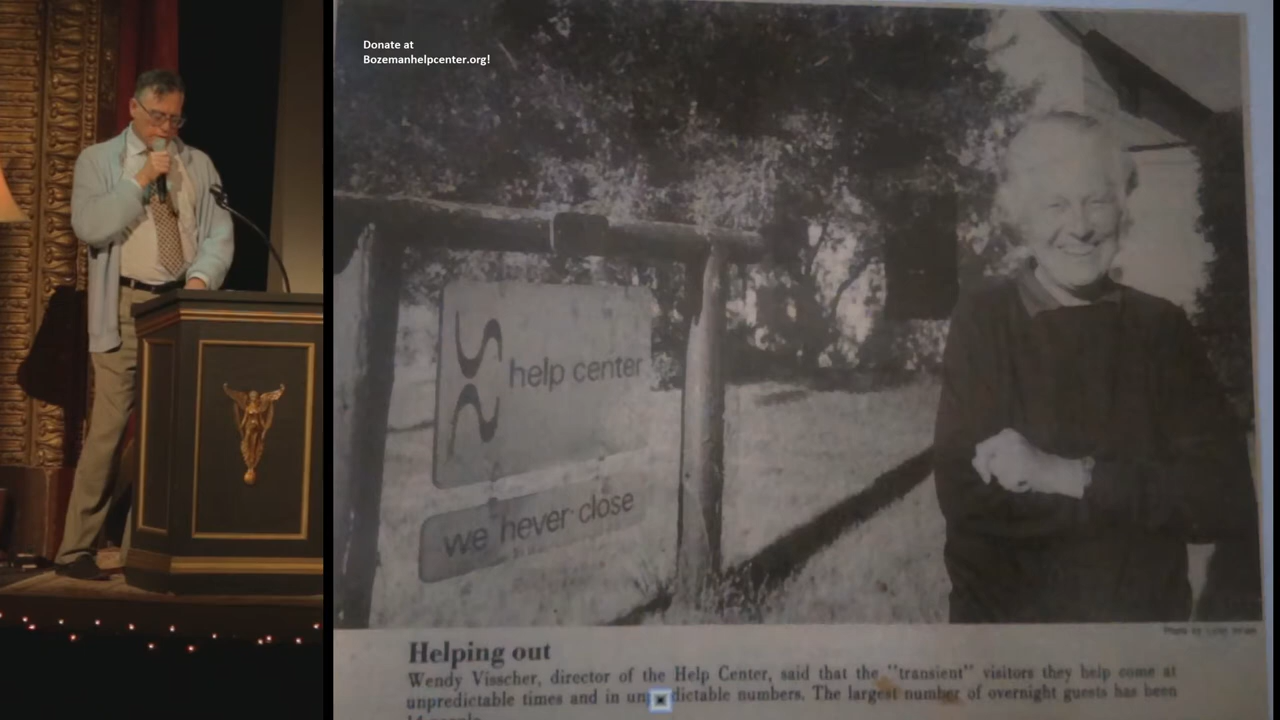 Donate at
Bozemanhelpcenter.org!
help center
we never close
Helping out
Wendy Visscher, director of the Help Center, said that the "transient" visitors they help come at
unpredictable times and in un dictable numbers. The largest number of overnight guests has been